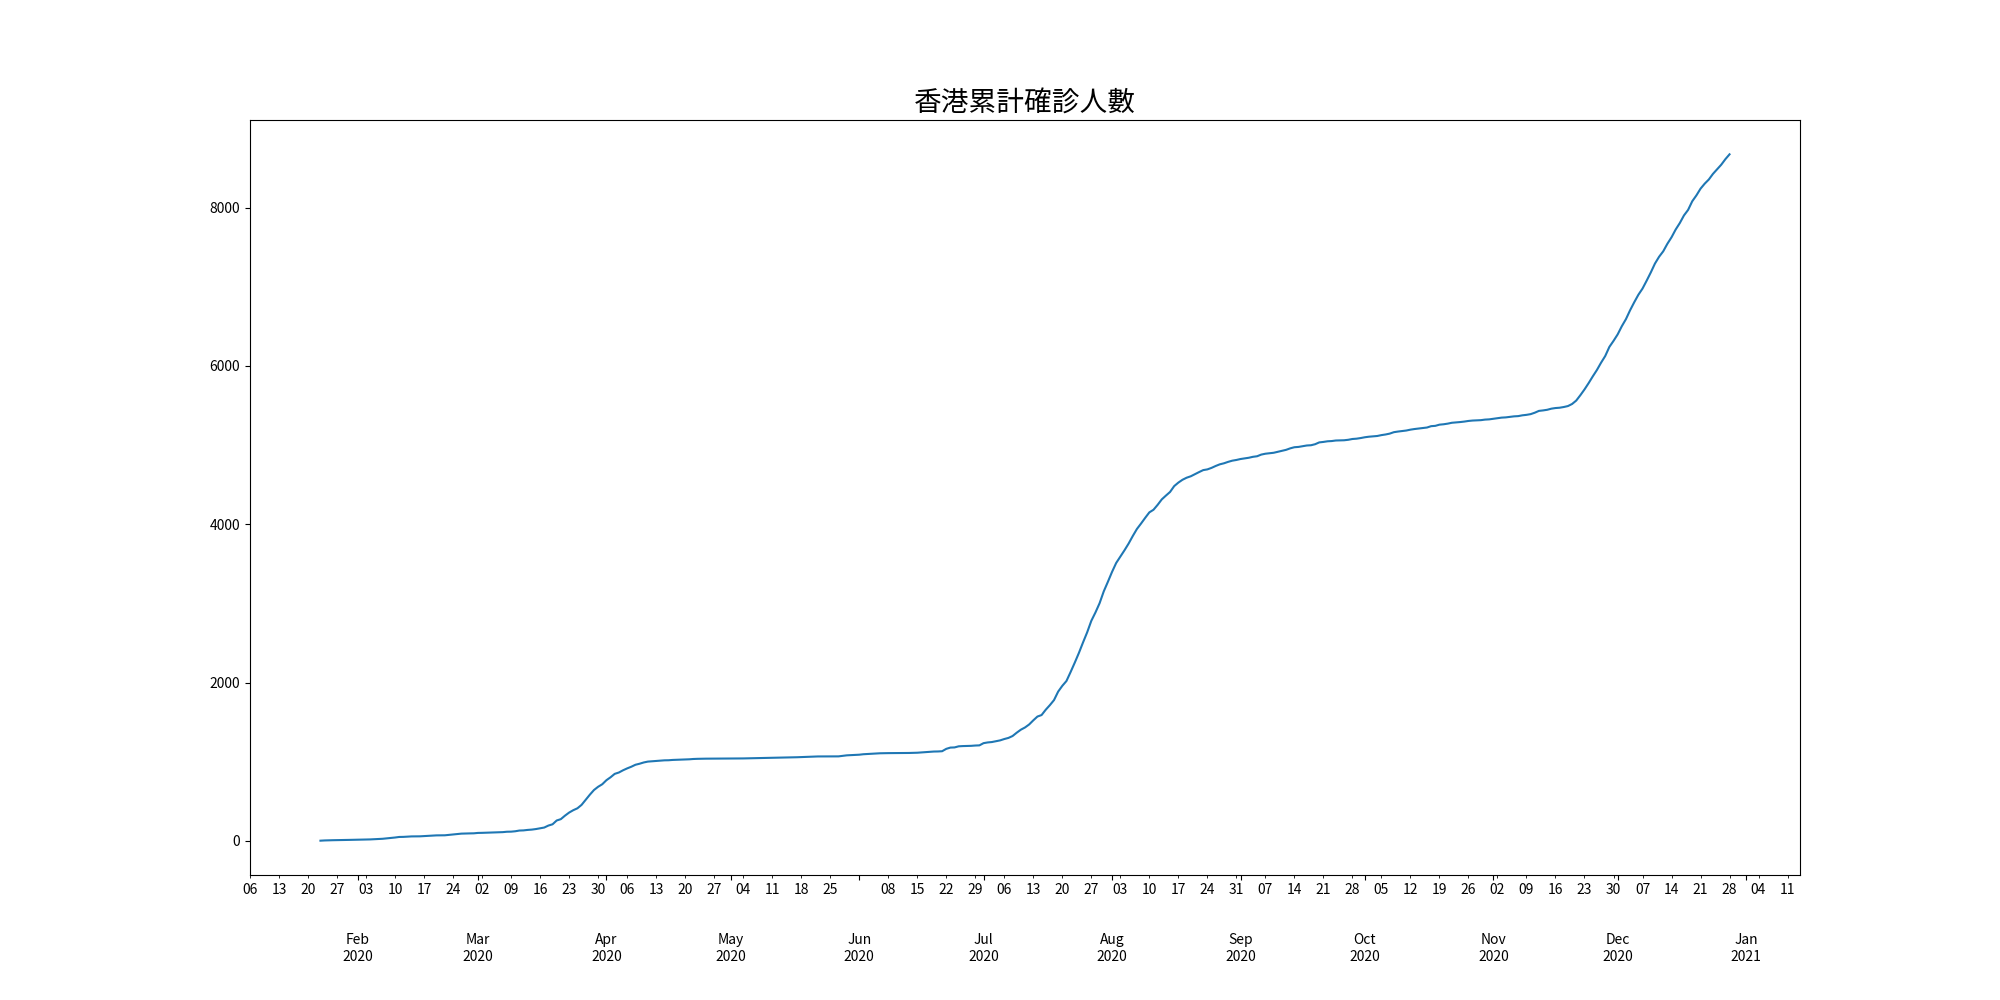 香港累計確診人數
8000
6000
4000
2000
0
06 13 20 27 03 10 17 24 02 09 16 23 30 06 13 20 27 04 11 18 25 08 15 22 29 06 13 20 27 03 10 17 24 31 07 14 21 28 05 12 19 26 02 09 16 23 30 07 14 21 28 04 11
Feb Mar Apr May Jun Jul Aug Sep Oct Nov Dec Jan
2020 2020 2020 2020 2020 2020 2020 2020 2020 2020 2020 2021